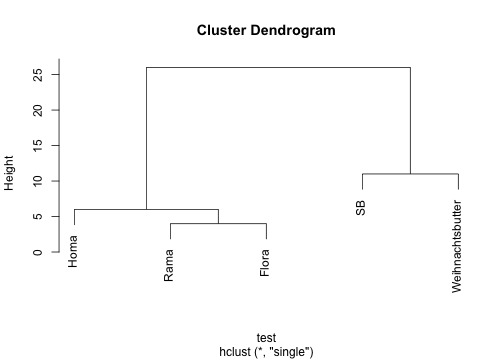 Cluster Dendrogram
Height
25
20
15
10
5
0
Homa
Rama
Flora
SB
Weihnachtsbutter
test
hclust (*, "single")